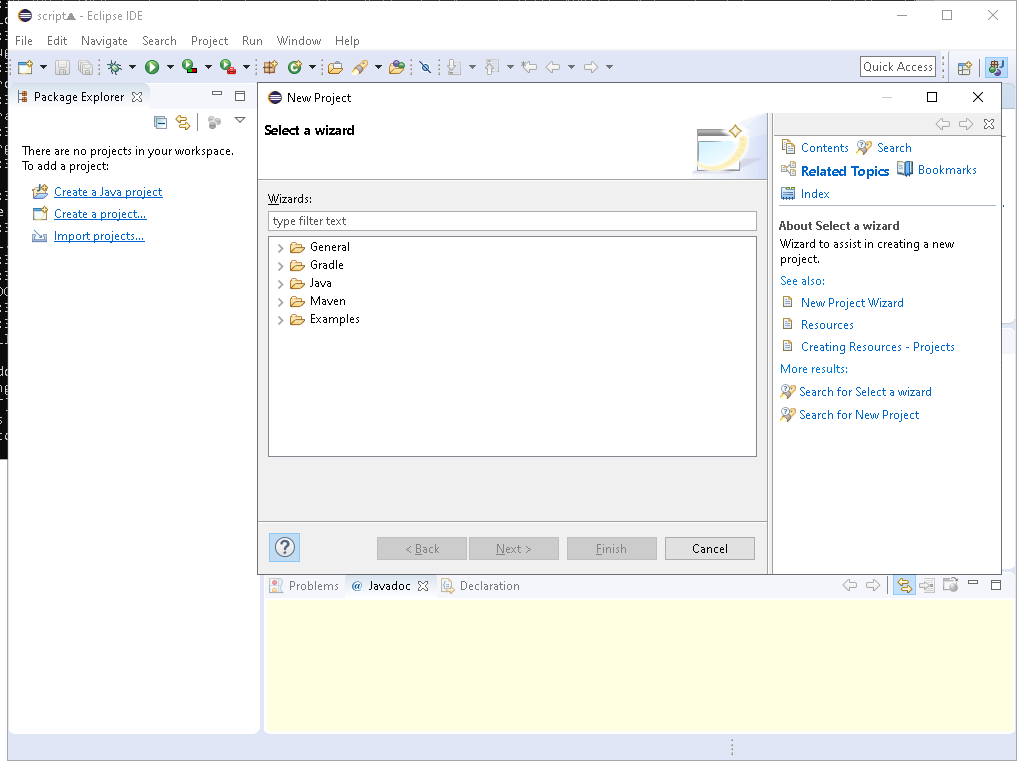 script▲ - Eclipse IDE
File Edit Navigate Search Project Run Window Help
Quick Access
Package Explorer
There are no projects in your workspace.
To add a project:
Create a Java project
Create a project...
Import projects...
New Project
Select a wizard
Wizards:
type filter text
General
Gradle
Java
Maven
Examples
? < Back Next > Finish Cancel
Contents Search
Related Topics Bookmarks
Index
About Select a wizard
Wizard to assist in creating a new
project.
See also:
New Project Wizard
Resources
Creating Resources - Projects
More results:
Search for Select a wizard
Search for New Project
Problems @ Javadoc Declaration